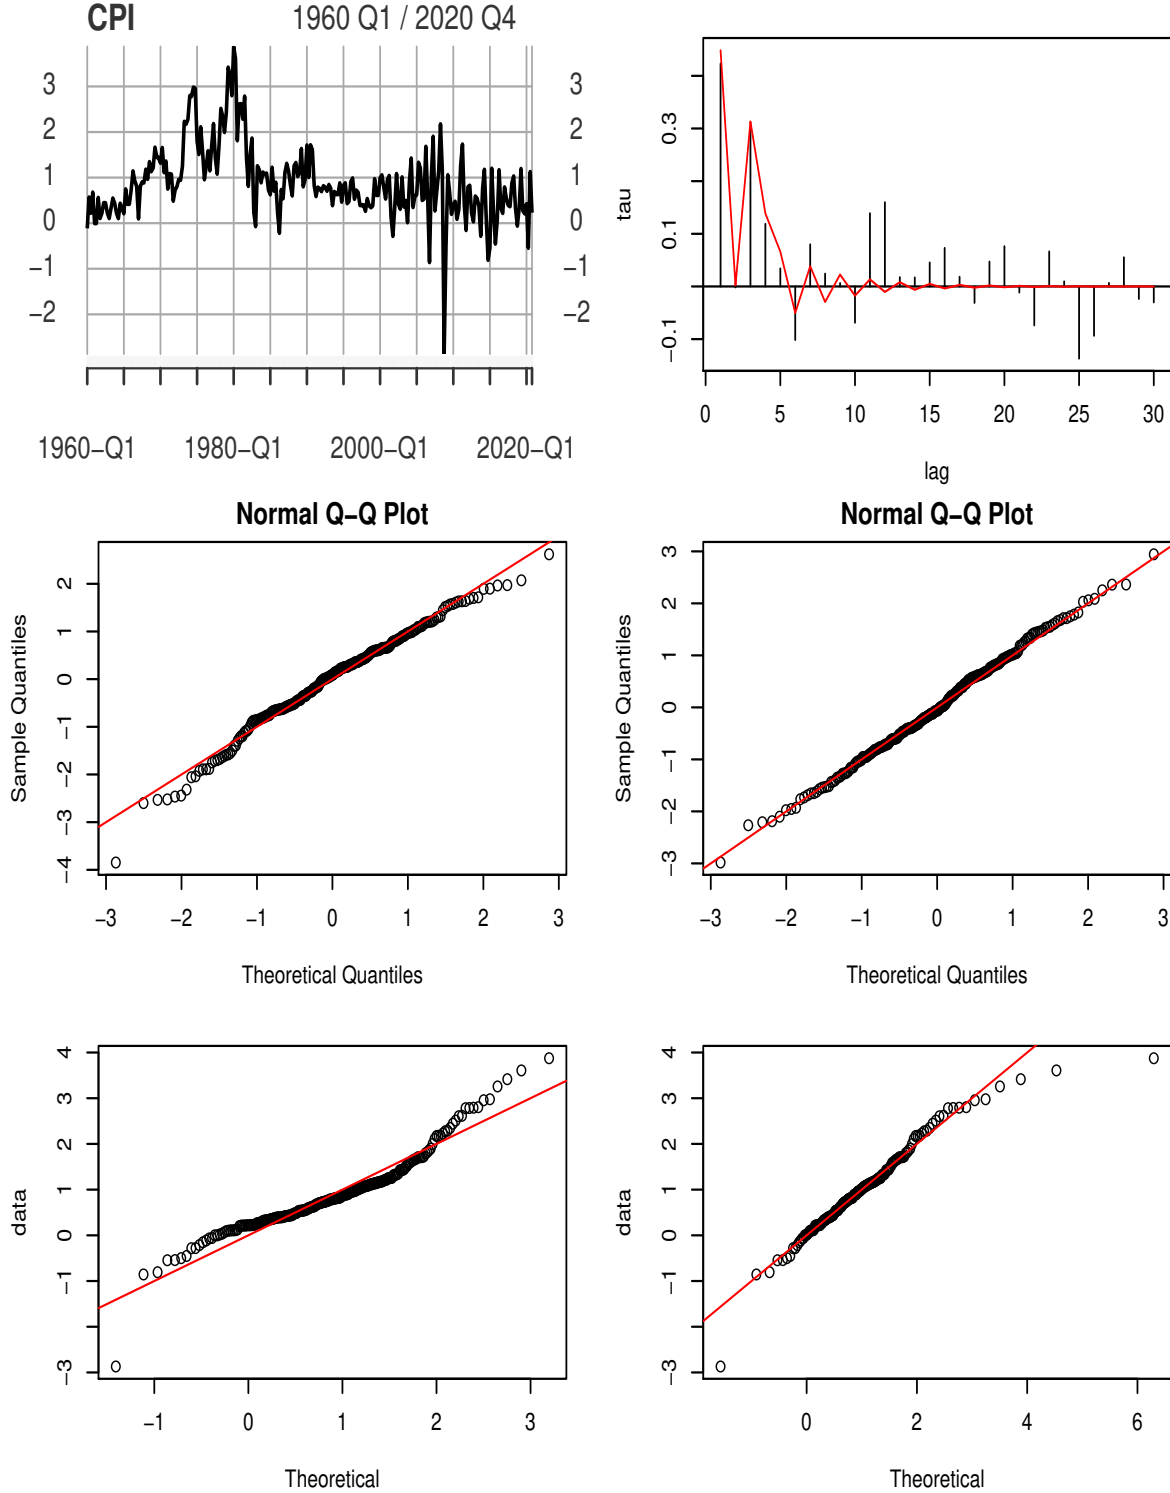 CPI 1960 Q1 / 2020 Q4
3 3
2 2
1 1
0 0
−1 −1
−2 −2
1960−Q1 1980−Q1 2000−Q1 2020−Q1
tau
0.3
0.1
−0.1
0 5 10 15 20 25 30
lag
Normal Q−Q Plot
Sample Quantiles
2
1
0
−1
−2
−3
−4
−3 −2 −1 0 1 2 3
Theoretical Quantiles
Normal Q−Q Plot
Sample Quantiles
3
2
1
0
−1
−2
−3
−3 −2 −1 0 1 2 3
Theoretical Quantiles
data
4
3
2
1
0
−1
−3
−1 0 1 2 3
Theoretical
data
4
3
2
1
0
−1
−3
0 2 4 6
Theoretical